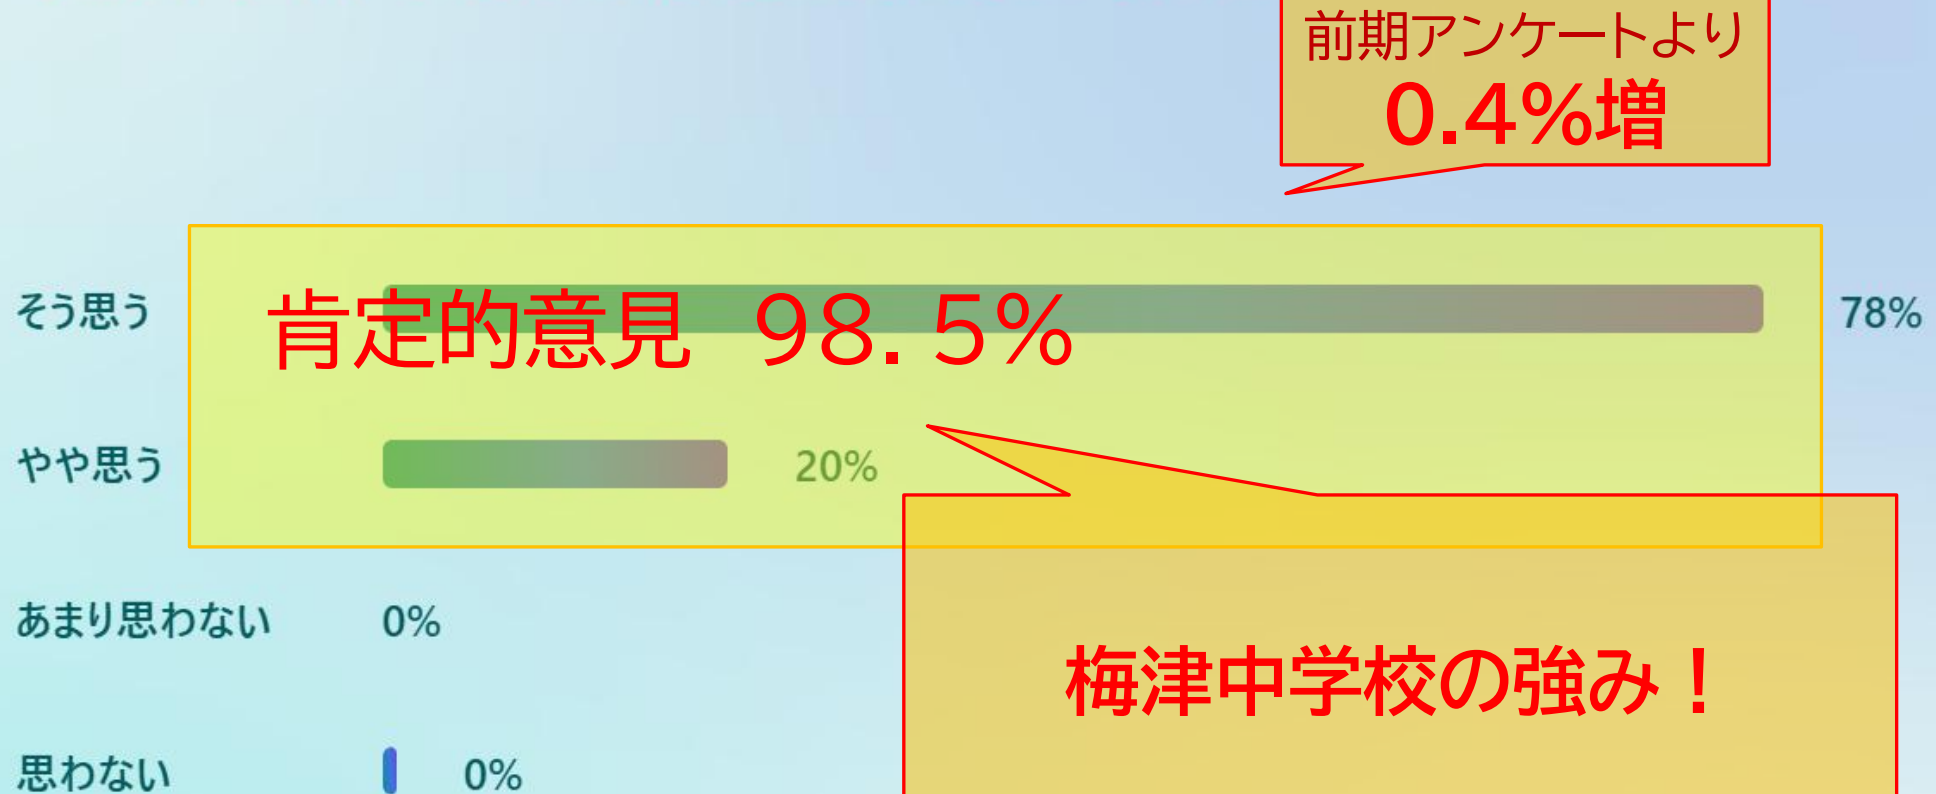 前期アンケートより
0.4%増
そう思う
肯定的意見　98.5%
78%
やや思う
20%
あまり思わない
0%
梅津中学校の強み！
思わない
0%